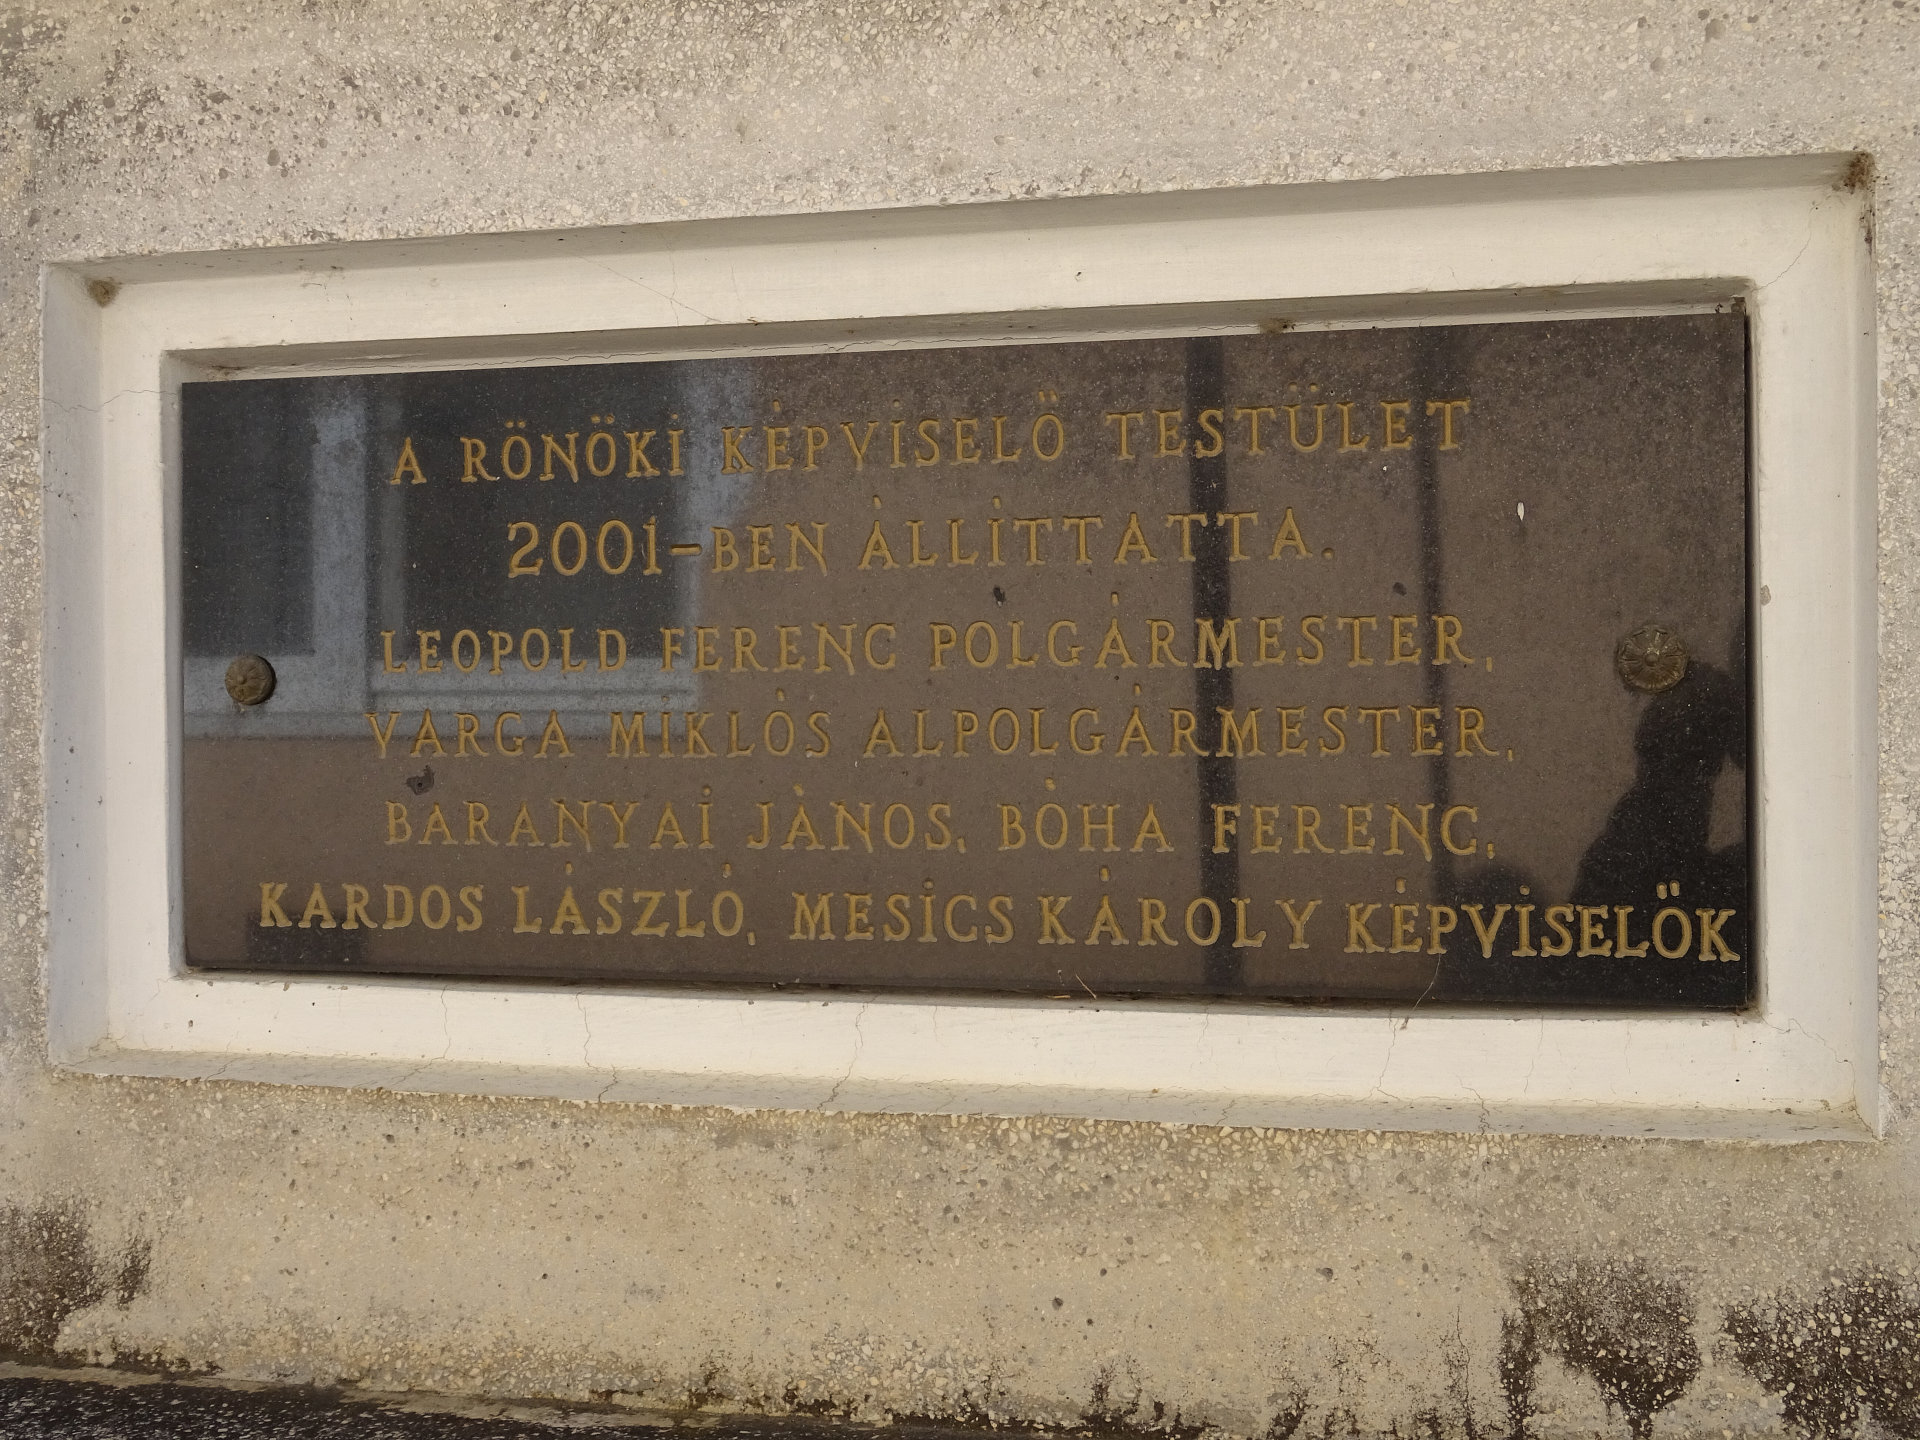 A RÖNÖKI KÉPVISELŐ TESTÜLET
2001-BEN ÁLLÍTTATTA.
LEOPOLD FERENC POLGÁRMESTER,
VARGA MIKLÓS ALPOLGÁRMESTER,
BARANYAI JÁNOS, BÓHA FERENC,
KARDOS LÁSZLÓ, MESICS KÁROLY KÉPVISELŐK